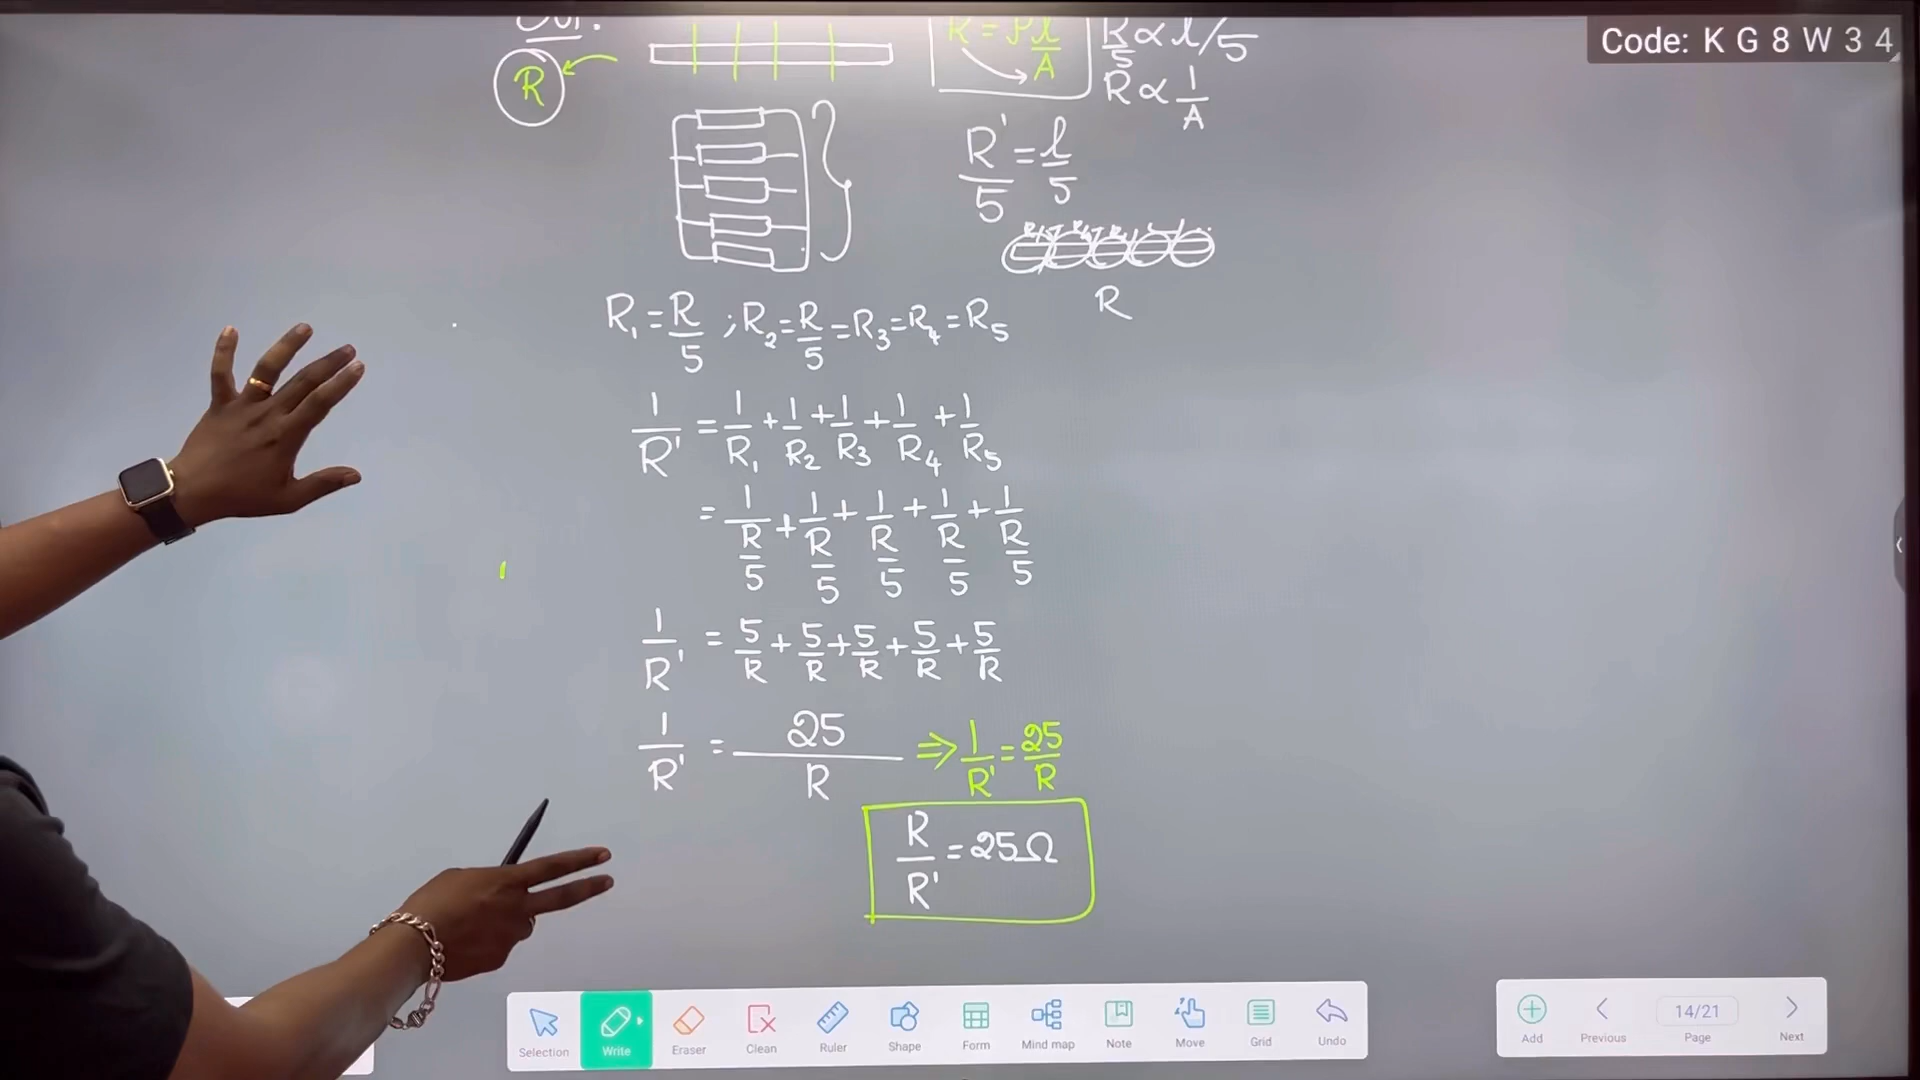 Code: K G 8 W 3 4
R
R = ρ l/A
R/5 ∝ l/5
R ∝ 1/A
R'/5 = l/5
R
R₁ = R/5 ; R₂ = R/5 = R₃ = R₄ = R₅
1/R' = 1/R₁ + 1/R₂ + 1/R₃ + 1/R₄ + 1/R₅
= 1/(R/5) + 1/(R/5) + 1/(R/5) + 1/(R/5) + 1/(R/5)
1/R' = 5/R + 5/R + 5/R + 5/R + 5/R
1/R' = 25/R ⇒ 1/R' = 25/R
R/R' = 25Ω
Selection Write Eraser Clean Ruler Shape Form Mind map Note Move Grid Undo
14/21
Add Previous Page Next